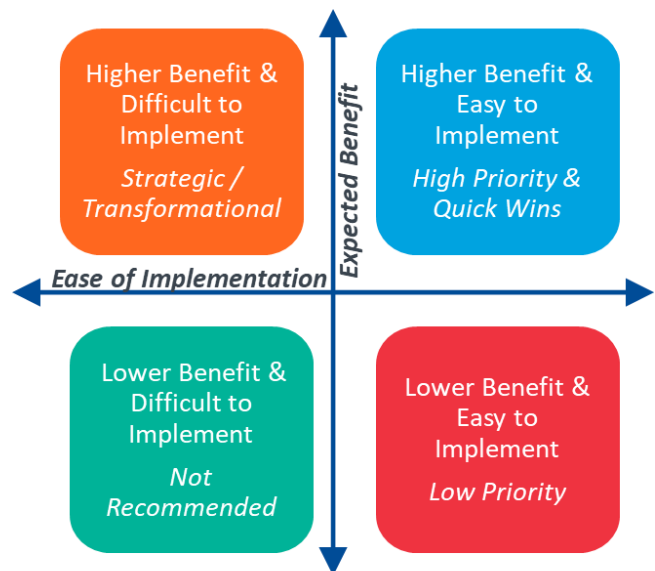 Higher Benefit &
Difficult to
Implement
Strategic /
Transformational
Expected Benefit
Higher Benefit &
Easy to
Implement
High Priority &
Quick Wins
Ease of Implementation
Lower Benefit &
Difficult to
Implement
Not
Recommended
Lower Benefit &
Easy to
Implement
Low Priority